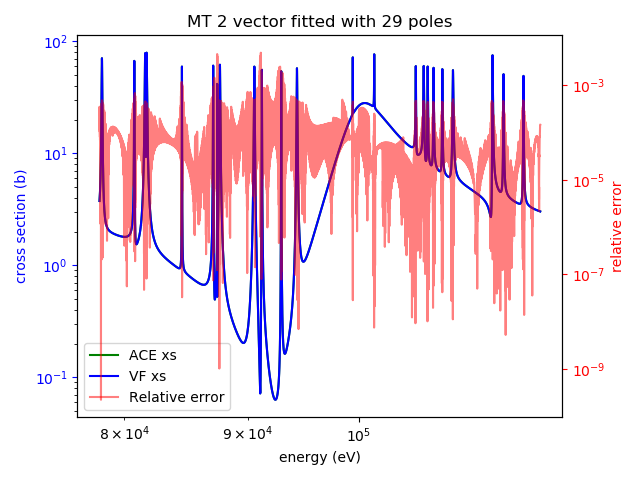 MT 2 vector fitted with 29 poles
10²
10¹
10⁰
10⁻¹
cross section (b)
10⁻³
10⁻⁵
10⁻⁷
10⁻⁹
relative error
ACE xs
VF xs
Relative error
8 × 10⁴ 9 × 10⁴ 10⁵
energy (eV)